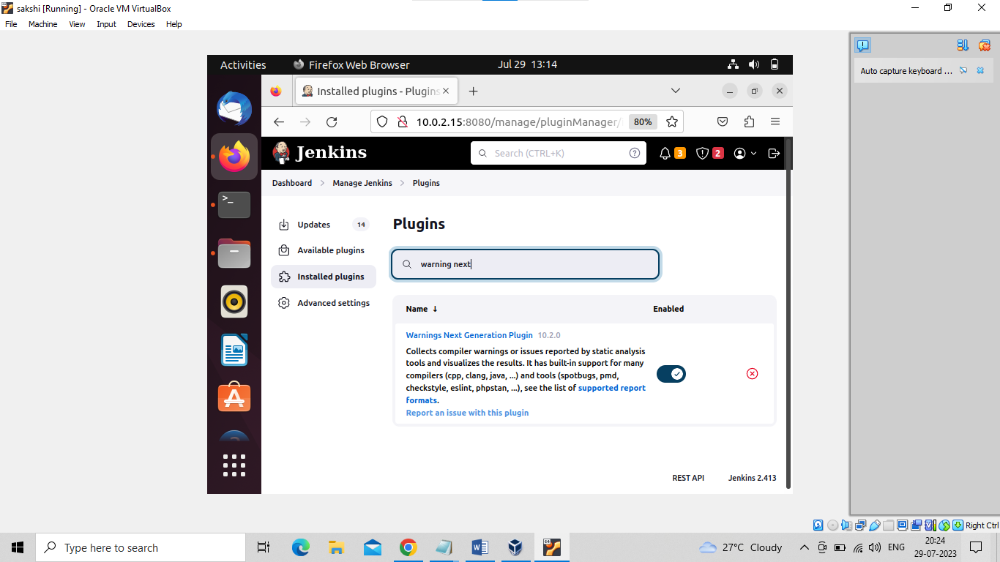 sakshi [Running] - Oracle VM VirtualBox
File Machine View Input Devices Help
Auto capture keyboard ...
Activities Firefox Web Browser Jul 29 13:14
Installed plugins - Plugins
10.0.2.15:8080/manage/pluginManager/ 80%
Jenkins Search (CTRL+K) 3 2
Dashboard Manage Jenkins Plugins
Updates 14
Available plugins
Installed plugins
Advanced settings
Plugins
warning next
Name ↓ Enabled
Warnings Next Generation Plugin 10.2.0
Collects compiler warnings or issues reported by static analysis
tools and visualizes the results. It has built-in support for many
compilers (cpp, clang, java, ...) and tools (spotbugs, pmd,
checkstyle, eslint, phpstan, ...), see the list of supported report
formats.
Report an issue with this plugin
REST API Jenkins 2.413
Right Ctrl
Type here to search
27°C Cloudy
ENG
20:24
29-07-2023